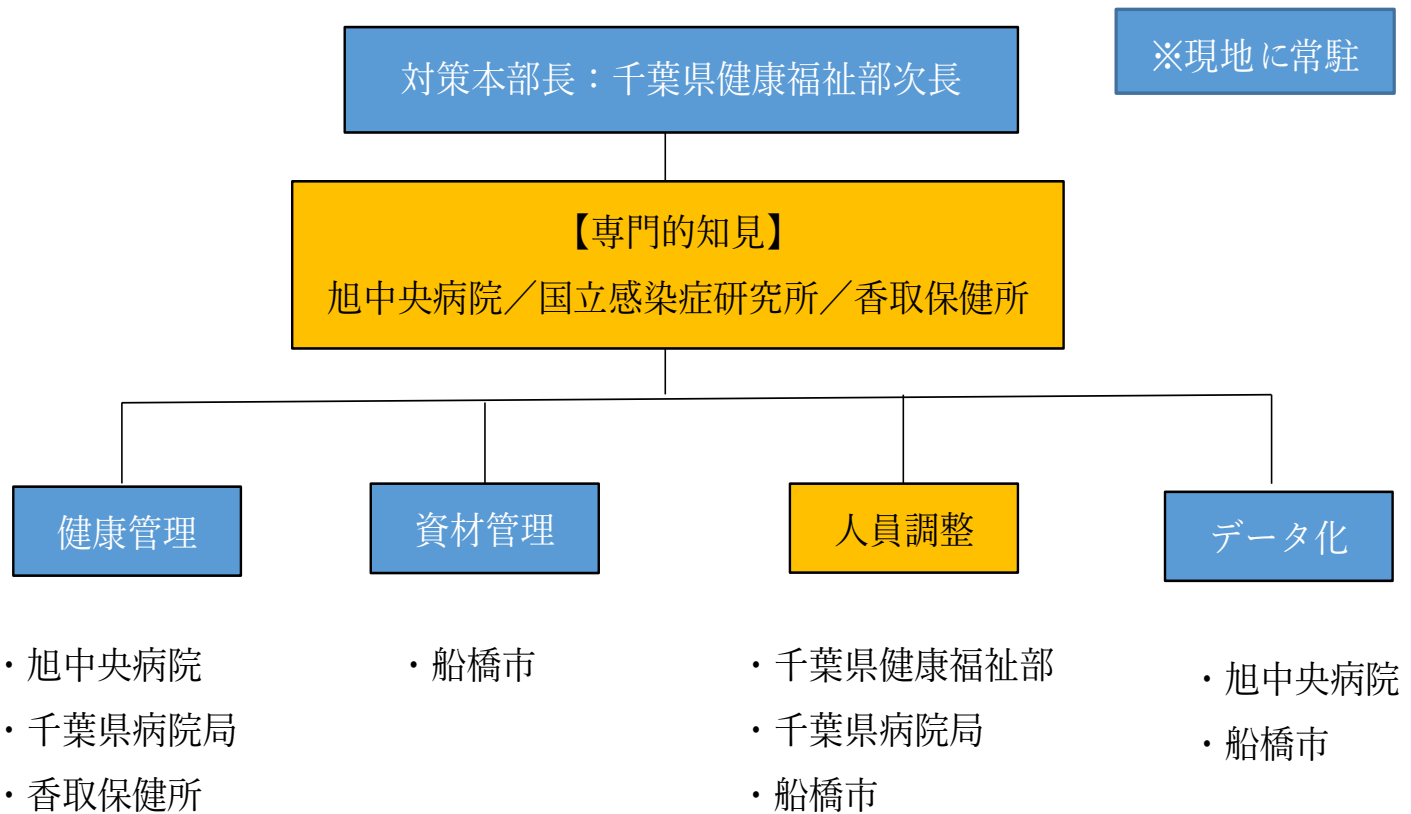 ※現地に常駐
対策本部長：千葉県健康福祉部次長
【専門的知見】
旭中央病院／国立感染症研究所／香取保健所
健康管理
・旭中央病院
・千葉県病院局
・香取保健所
資材管理
・船橋市
人員調整
・千葉県健康福祉部
・千葉県病院局
・船橋市
データ化
・旭中央病院
・船橋市